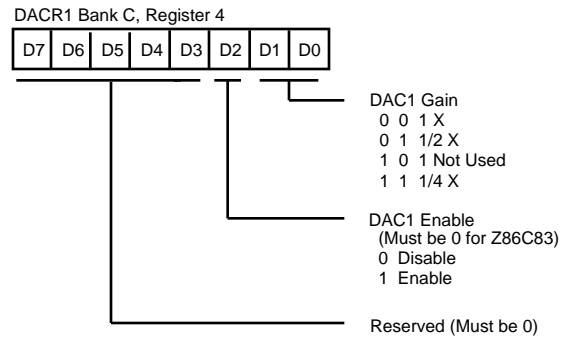 DACR1 Bank C, Register 4
D7 D6 D5 D4 D3 D2 D1 D0
DAC1 Gain
0 0 1 X
0 1 1/2 X
1 0 1 Not Used
1 1 1/4 X
DAC1 Enable
(Must be 0 for Z86C83)
0 Disable
1 Enable
Reserved (Must be 0)